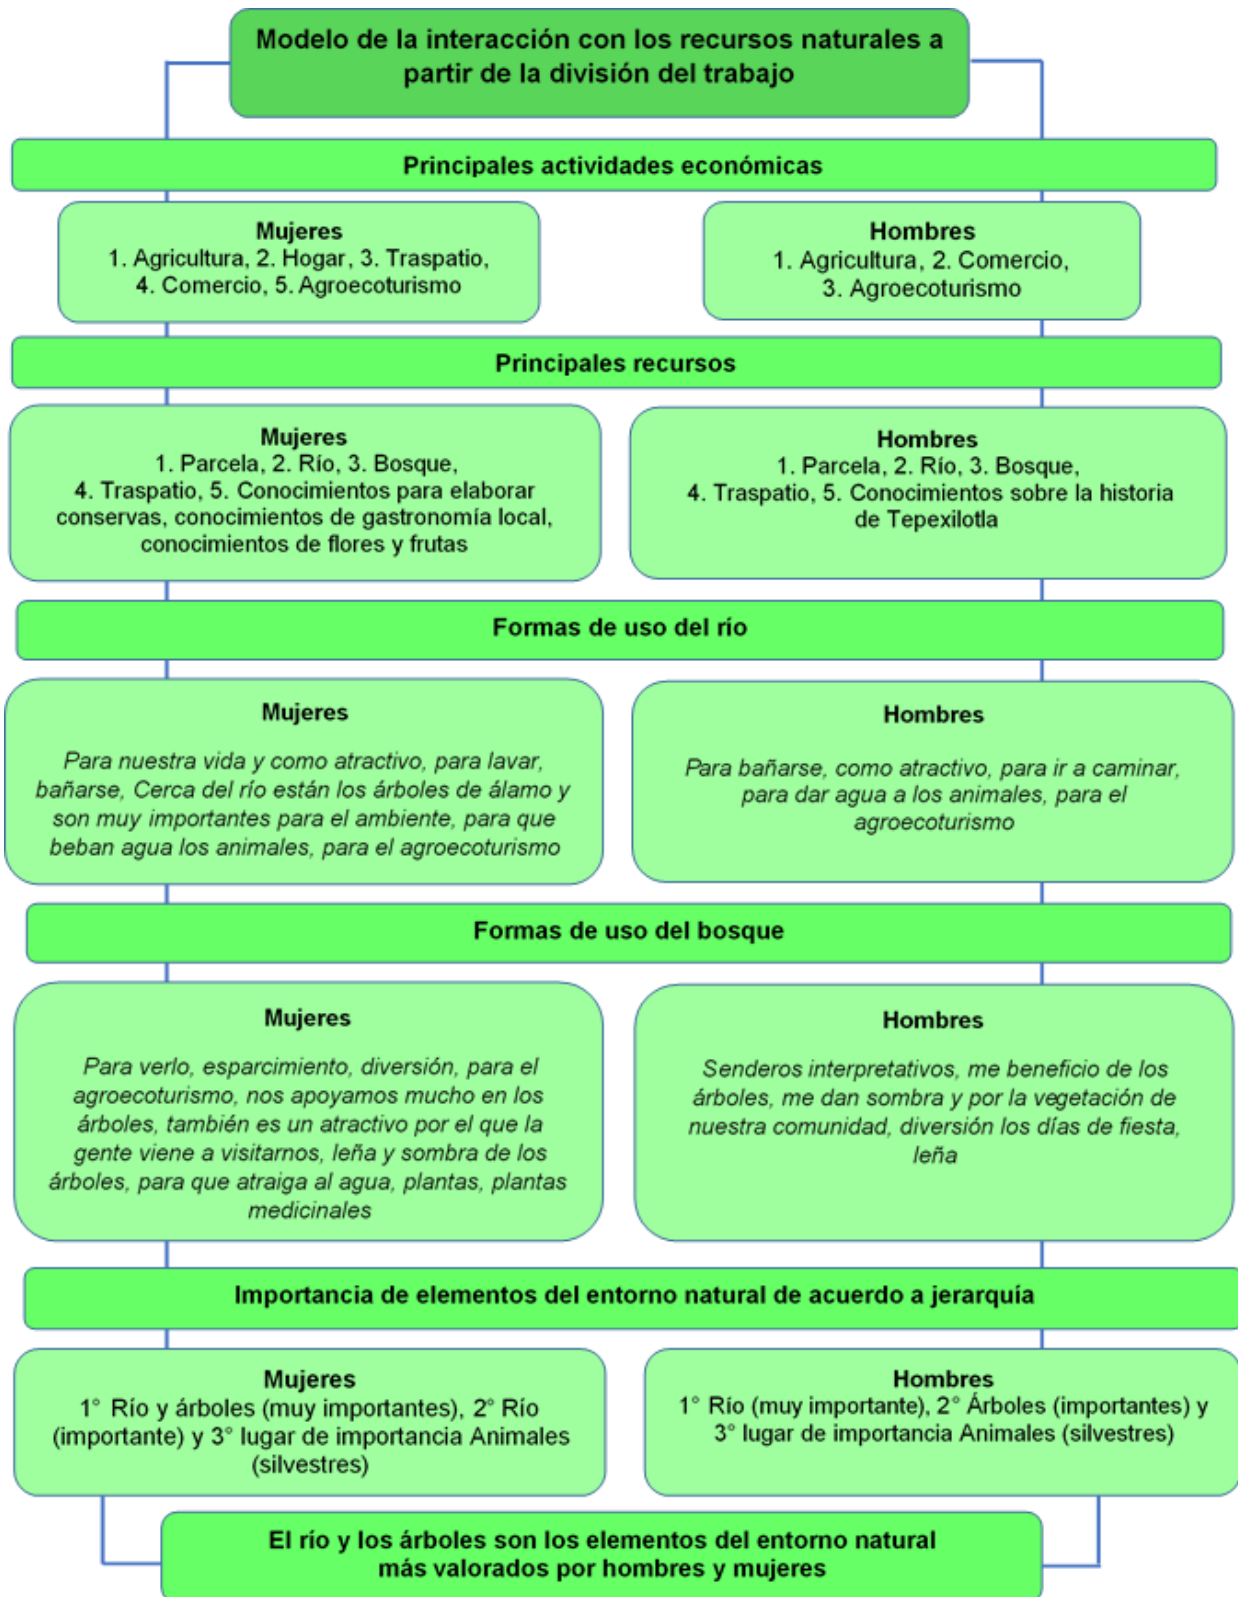 Modelo de la interacción con los recursos naturales a
partir de la división del trabajo
Principales actividades económicas
Mujeres
1. Agricultura, 2. Hogar, 3. Traspatio,
4. Comercio, 5. Agroecoturismo
Hombres
1. Agricultura, 2. Comercio,
3. Agroecoturismo
Principales recursos
Mujeres
1. Parcela, 2. Río, 3. Bosque,
4. Traspatio, 5. Conocimientos para elaborar
conservas, conocimientos de gastronomía local,
conocimientos de flores y frutas
Hombres
1. Parcela, 2. Río, 3. Bosque,
4. Traspatio, 5. Conocimientos sobre la historia
de Tepexilotla
Formas de uso del río
Mujeres
Para nuestra vida y como atractivo, para lavar,
bañarse, Cerca del río están los árboles de álamo y
son muy importantes para el ambiente, para que
beban agua los animales, para el agroecoturismo
Hombres
Para bañarse, como atractivo, para ir a caminar,
para dar agua a los animales, para el
agroecoturismo
Formas de uso del bosque
Mujeres
Para verlo, esparcimiento, diversión, para el
agroecoturismo, nos apoyamos mucho en los
árboles, también es un atractivo por el que la
gente viene a visitarnos, leña y sombra de los
árboles, para que atraiga al agua, plantas, plantas
medicinales
Hombres
Senderos interpretativos, me beneficio de los
árboles, me dan sombra y por la vegetación de
nuestra comunidad, diversión los días de fiesta,
leña
Importancia de elementos del entorno natural de acuerdo a jerarquía
Mujeres
1° Río y árboles (muy importantes), 2° Río
(importante) y 3° lugar de importancia Animales
(silvestres)
Hombres
1° Río (muy importante), 2° Árboles (importantes) y
3° lugar de importancia Animales (silvestres)
El río y los árboles son los elementos del entorno natural
más valorados por hombres y mujeres